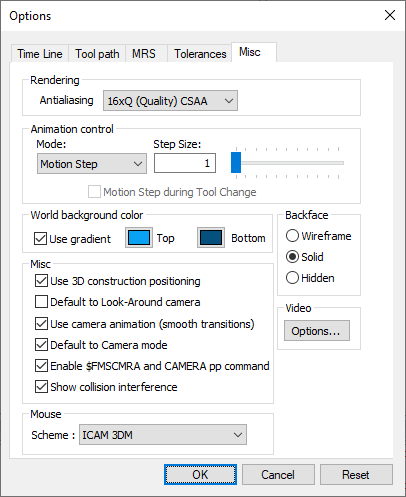 Options
Time Line Tool path MRS Tolerances Misc
Rendering
Antialiasing 16xQ (Quality) CSAA
Animation control
Mode: Step Size:
Motion Step 1
Motion Step during Tool Change
World background color
Use gradient Top Bottom
Backface
Wireframe
Solid
Hidden
Misc
Use 3D construction positioning
Default to Look-Around camera
Use camera animation (smooth transitions)
Default to Camera mode
Enable $FMSCMRA and CAMERA pp command
Show collision interference
Video
Options...
Mouse
Scheme : ICAM 3DM
OK Cancel Reset